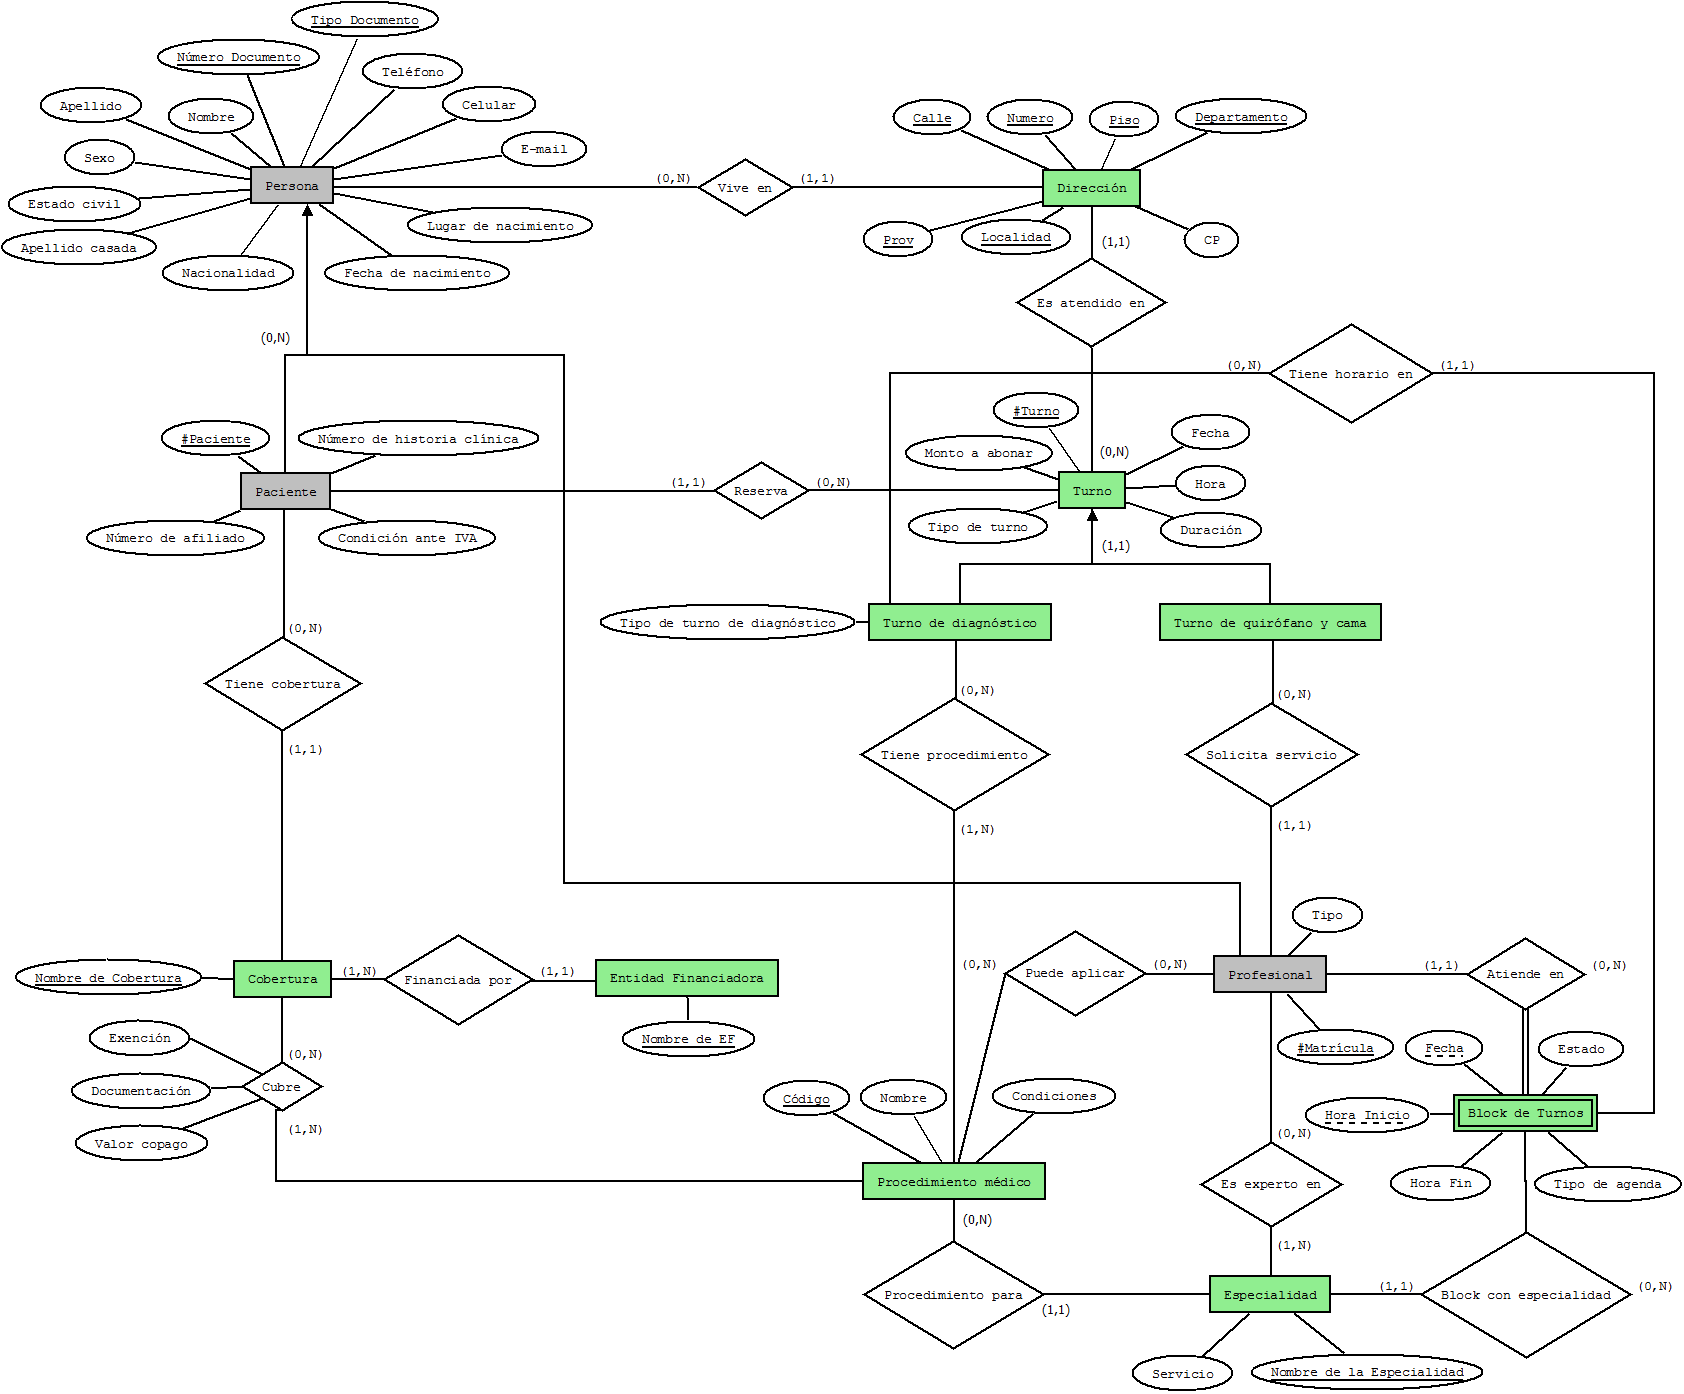 Tipo Documento
Número Documento
Teléfono
Apellido
Nombre
Celular
Calle
Numero
Piso
Departamento
Sexo
E-mail
Persona
(0,N)
Vive en
(1,1)
Dirección
Estado civil
Lugar de nacimiento
Apellido casada
Prov
Localidad
CP
(1,1)
Nacionalidad
Fecha de nacimiento
Es atendido en
(0,N)
(0,N)
Tiene horario en
(1,1)
#Turno
Fecha
#Paciente
Número de historia clínica
Monto a abonar
(0,N)
Hora
Paciente
(1,1)
Reserva
(0,N)
Turno
Número de afiliado
Condición ante IVA
Tipo de turno
Duración
(1,1)
Tipo de turno de diagnóstico
Turno de diagnóstico
Turno de quirófano y cama
(0,N)
Tiene cobertura
(0,N)
(0,N)
(1,1)
Tiene procedimiento
Solicita servicio
(1,N)
(1,1)
Tipo
Nombre de Cobertura
Cobertura
(1,N)
Financiada por
(1,1)
Entidad Financiadora
(0,N)
Puede aplicar
(0,N)
Profesional
(1,1)
Atiende en
(0,N)
Exención
Nombre de EF
#Matrícula
Fecha
Estado
(0,N)
Documentación
Cubre
Código
Nombre
Condiciones
Hora Inicio
Block de Turnos
Valor copago
(1,N)
(0,N)
Procedimiento médico
Es experto en
Hora Fin
Tipo de agenda
(0,N)
(1,N)
Procedimiento para
(1,1)
Especialidad
(1,1)
Block con especialidad
(0,N)
Servicio
Nombre de la Especialidad